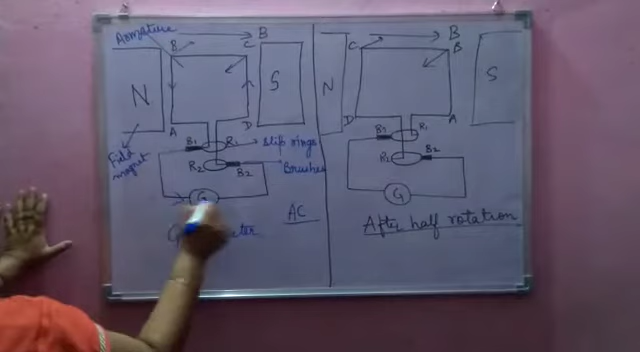 Armature
B
B
C
N
S
A
D
B1
R1
slip rings
Field magnet
R2
B2
Brushes
G
AC
B
C
B
N
S
D
A
B1
R1
R2
B2
G
After half rotation